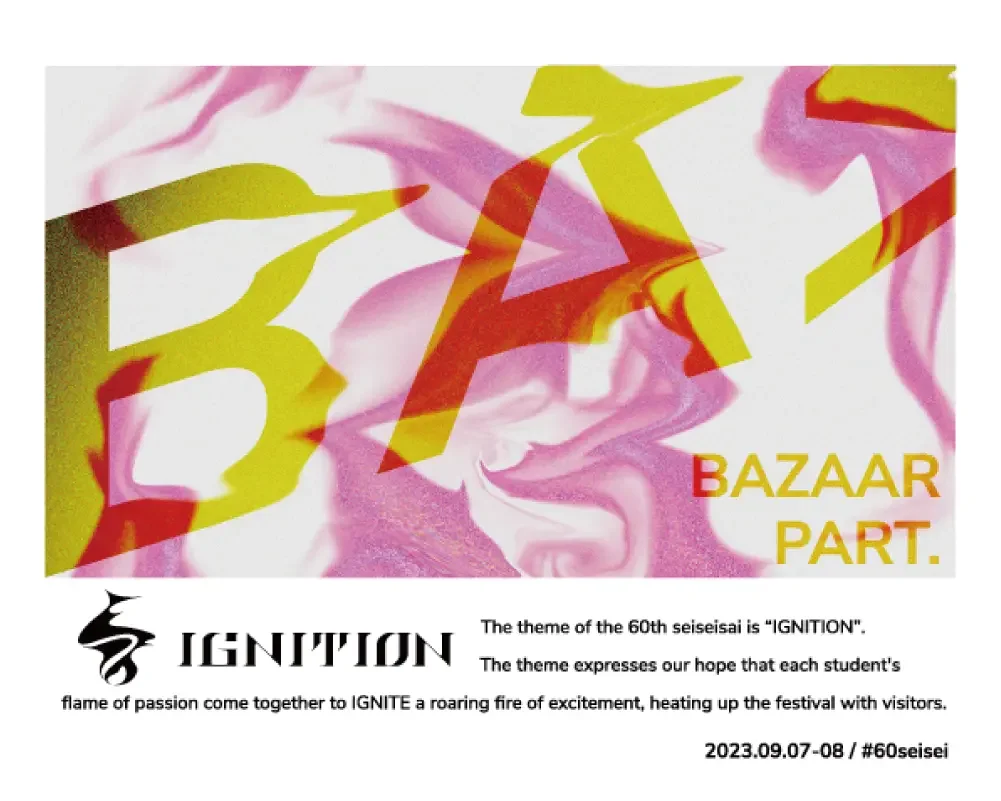 BA
BAZAAR
PART.
IGNITION
The theme of the 60th seiseisai is “IGNITION”.
The theme expresses our hope that each student's
flame of passion come together to IGNITE a roaring fire of excitement, heating up the festival with visitors.
2023.09.07-08 / #60seisei